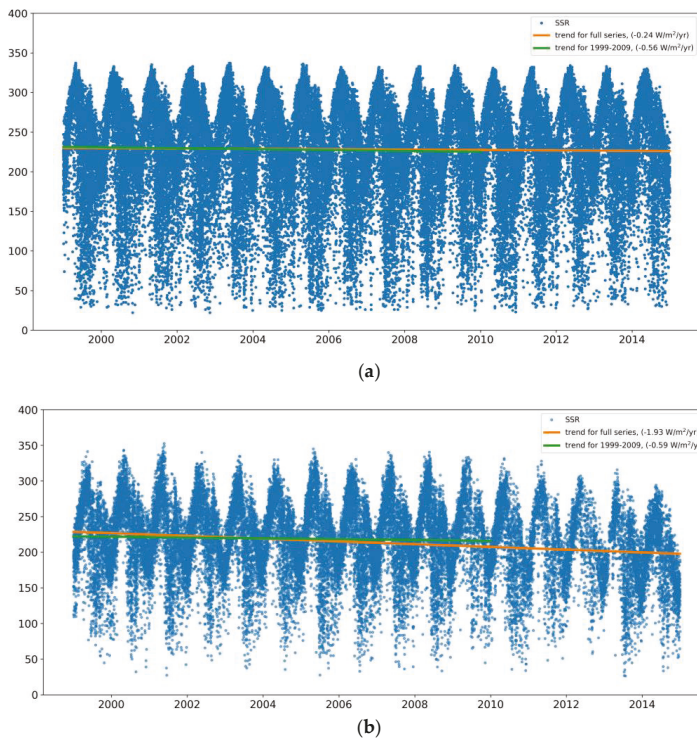 400
350
300
250
200
150
100
50
0
SSR
trend for full series, (-0.24 W/m²/yr)
trend for 1999-2009, (-0.56 W/m²/yr)
2000 2002 2004 2006 2008 2010 2012 2014
(a)
400
350
300
250
200
150
100
50
0
SSR
trend for full series, (-1.93 W/m²/yr)
trend for 1999-2009, (-0.59 W/m²/y
2000 2002 2004 2006 2008 2010 2012 2014
(b)